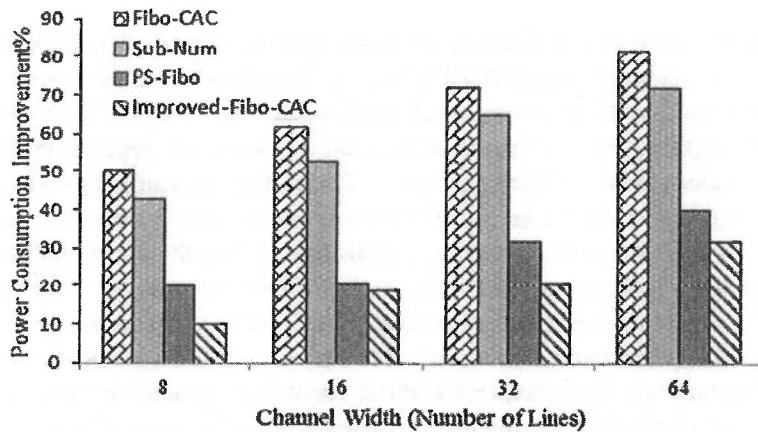 Power Consumption Improvement%
90
80
70
60
50
40
30
20
10
0
Fibo-CAC
Sub-Num
PS-Fibo
Improved-Fibo-CAC
8
16
32
64
Channel Width (Number of Lines)